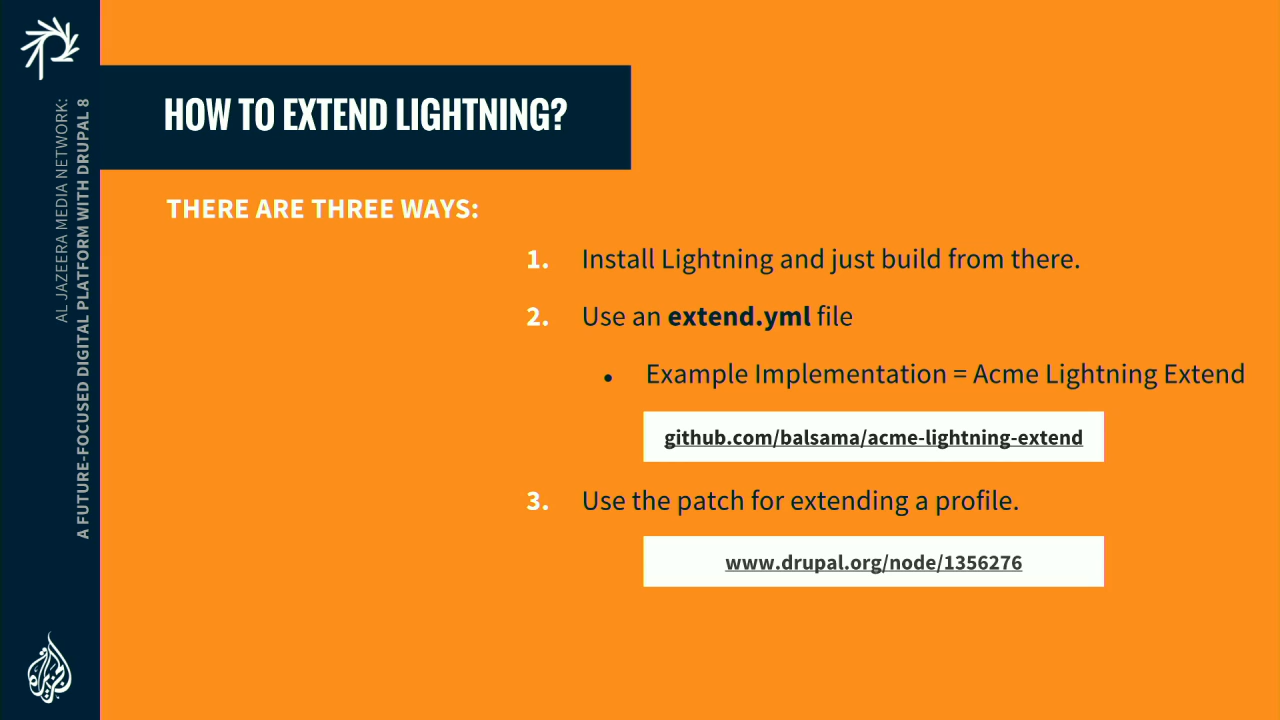 AL JAZEERA MEDIA NETWORK:
A FUTURE-FOCUSED DIGITAL PLATFORM WITH DRUPAL 8
HOW TO EXTEND LIGHTNING?
THERE ARE THREE WAYS:
1. Install Lightning and just build from there.
2. Use an extend.yml file
• Example Implementation = Acme Lightning Extend
github.com/balsama/acme-lightning-extend
3. Use the patch for extending a profile.
www.drupal.org/node/1356276